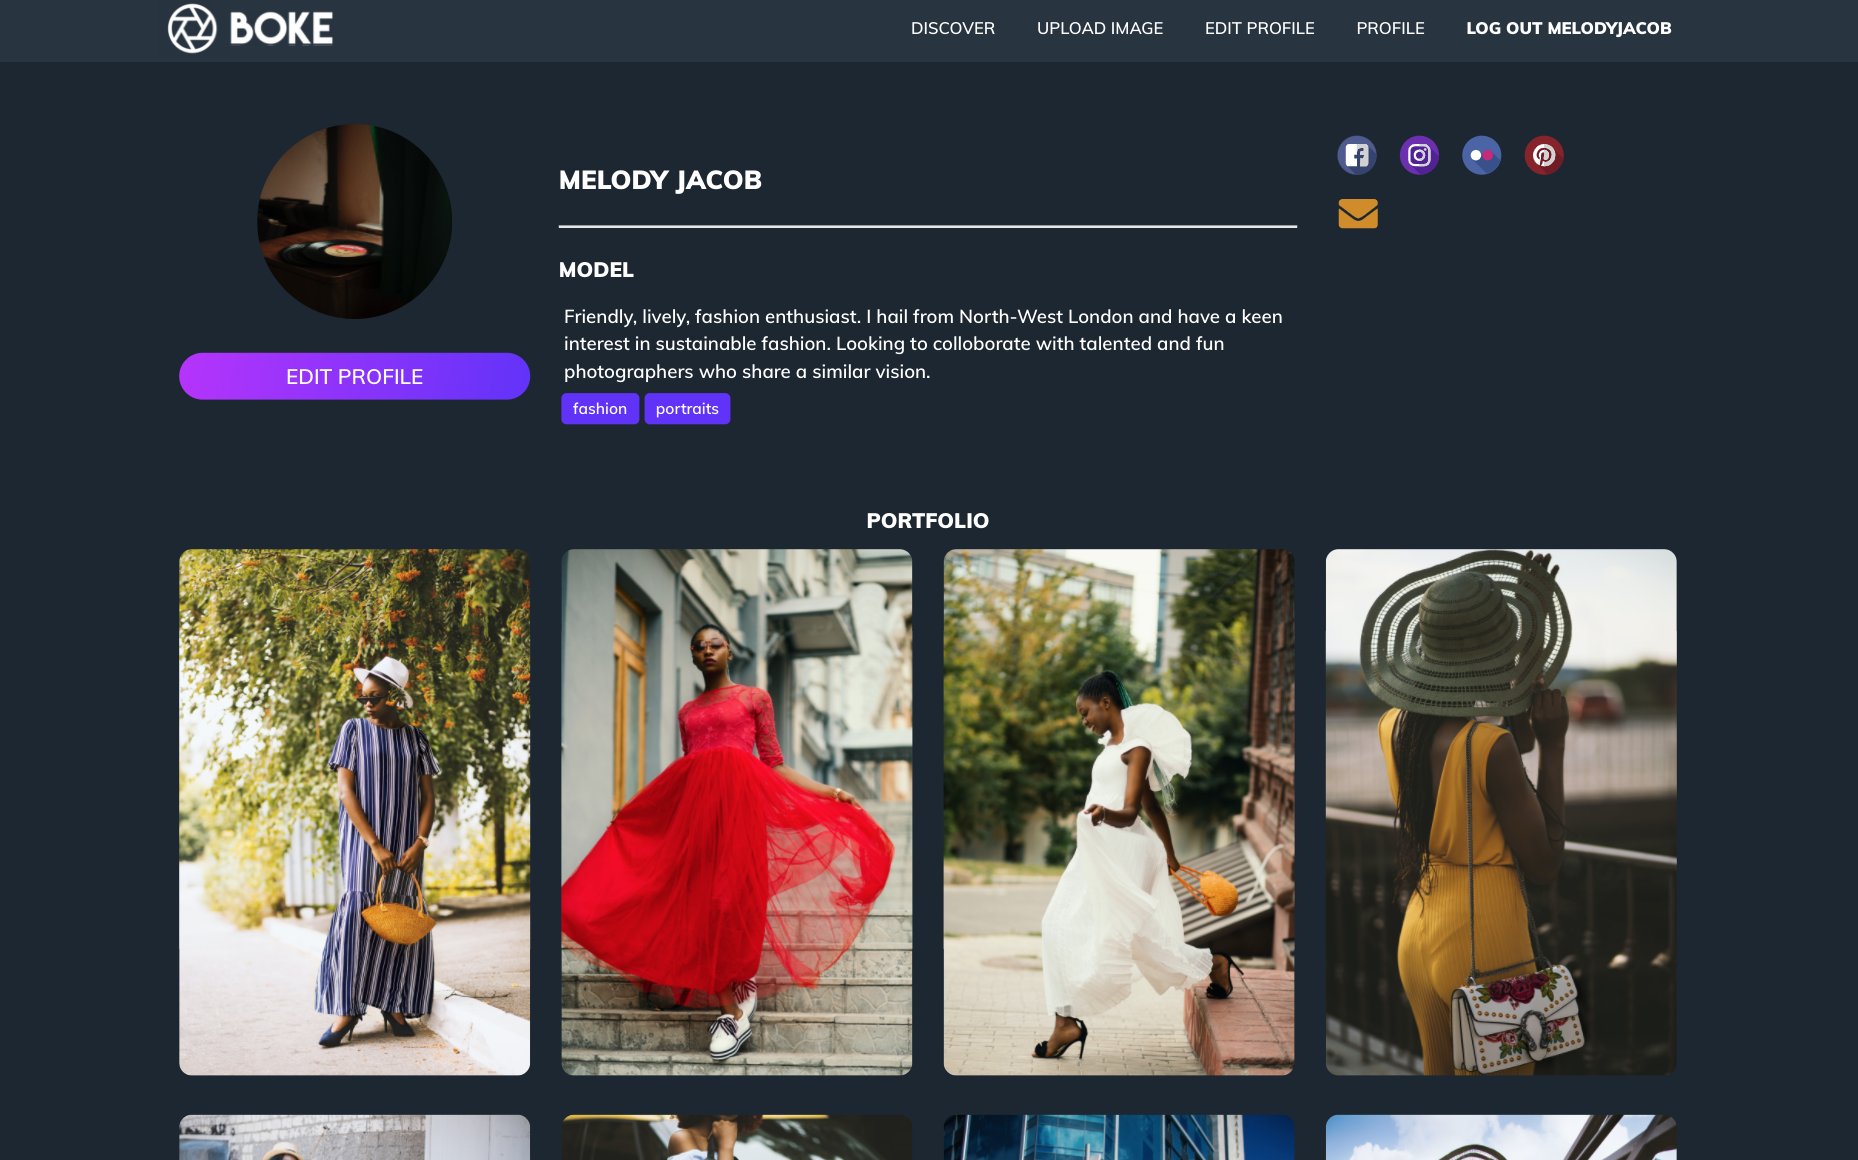 BOKE
DISCOVER
UPLOAD IMAGE
EDIT PROFILE
PROFILE
LOG OUT MELODYJACOB
MELODY JACOB
MODEL
Friendly, lively, fashion enthusiast. I hail from North-West London and have a keen
interest in sustainable fashion. Looking to colloborate with talented and fun
photographers who share a similar vision.
fashion
portraits
EDIT PROFILE
PORTFOLIO